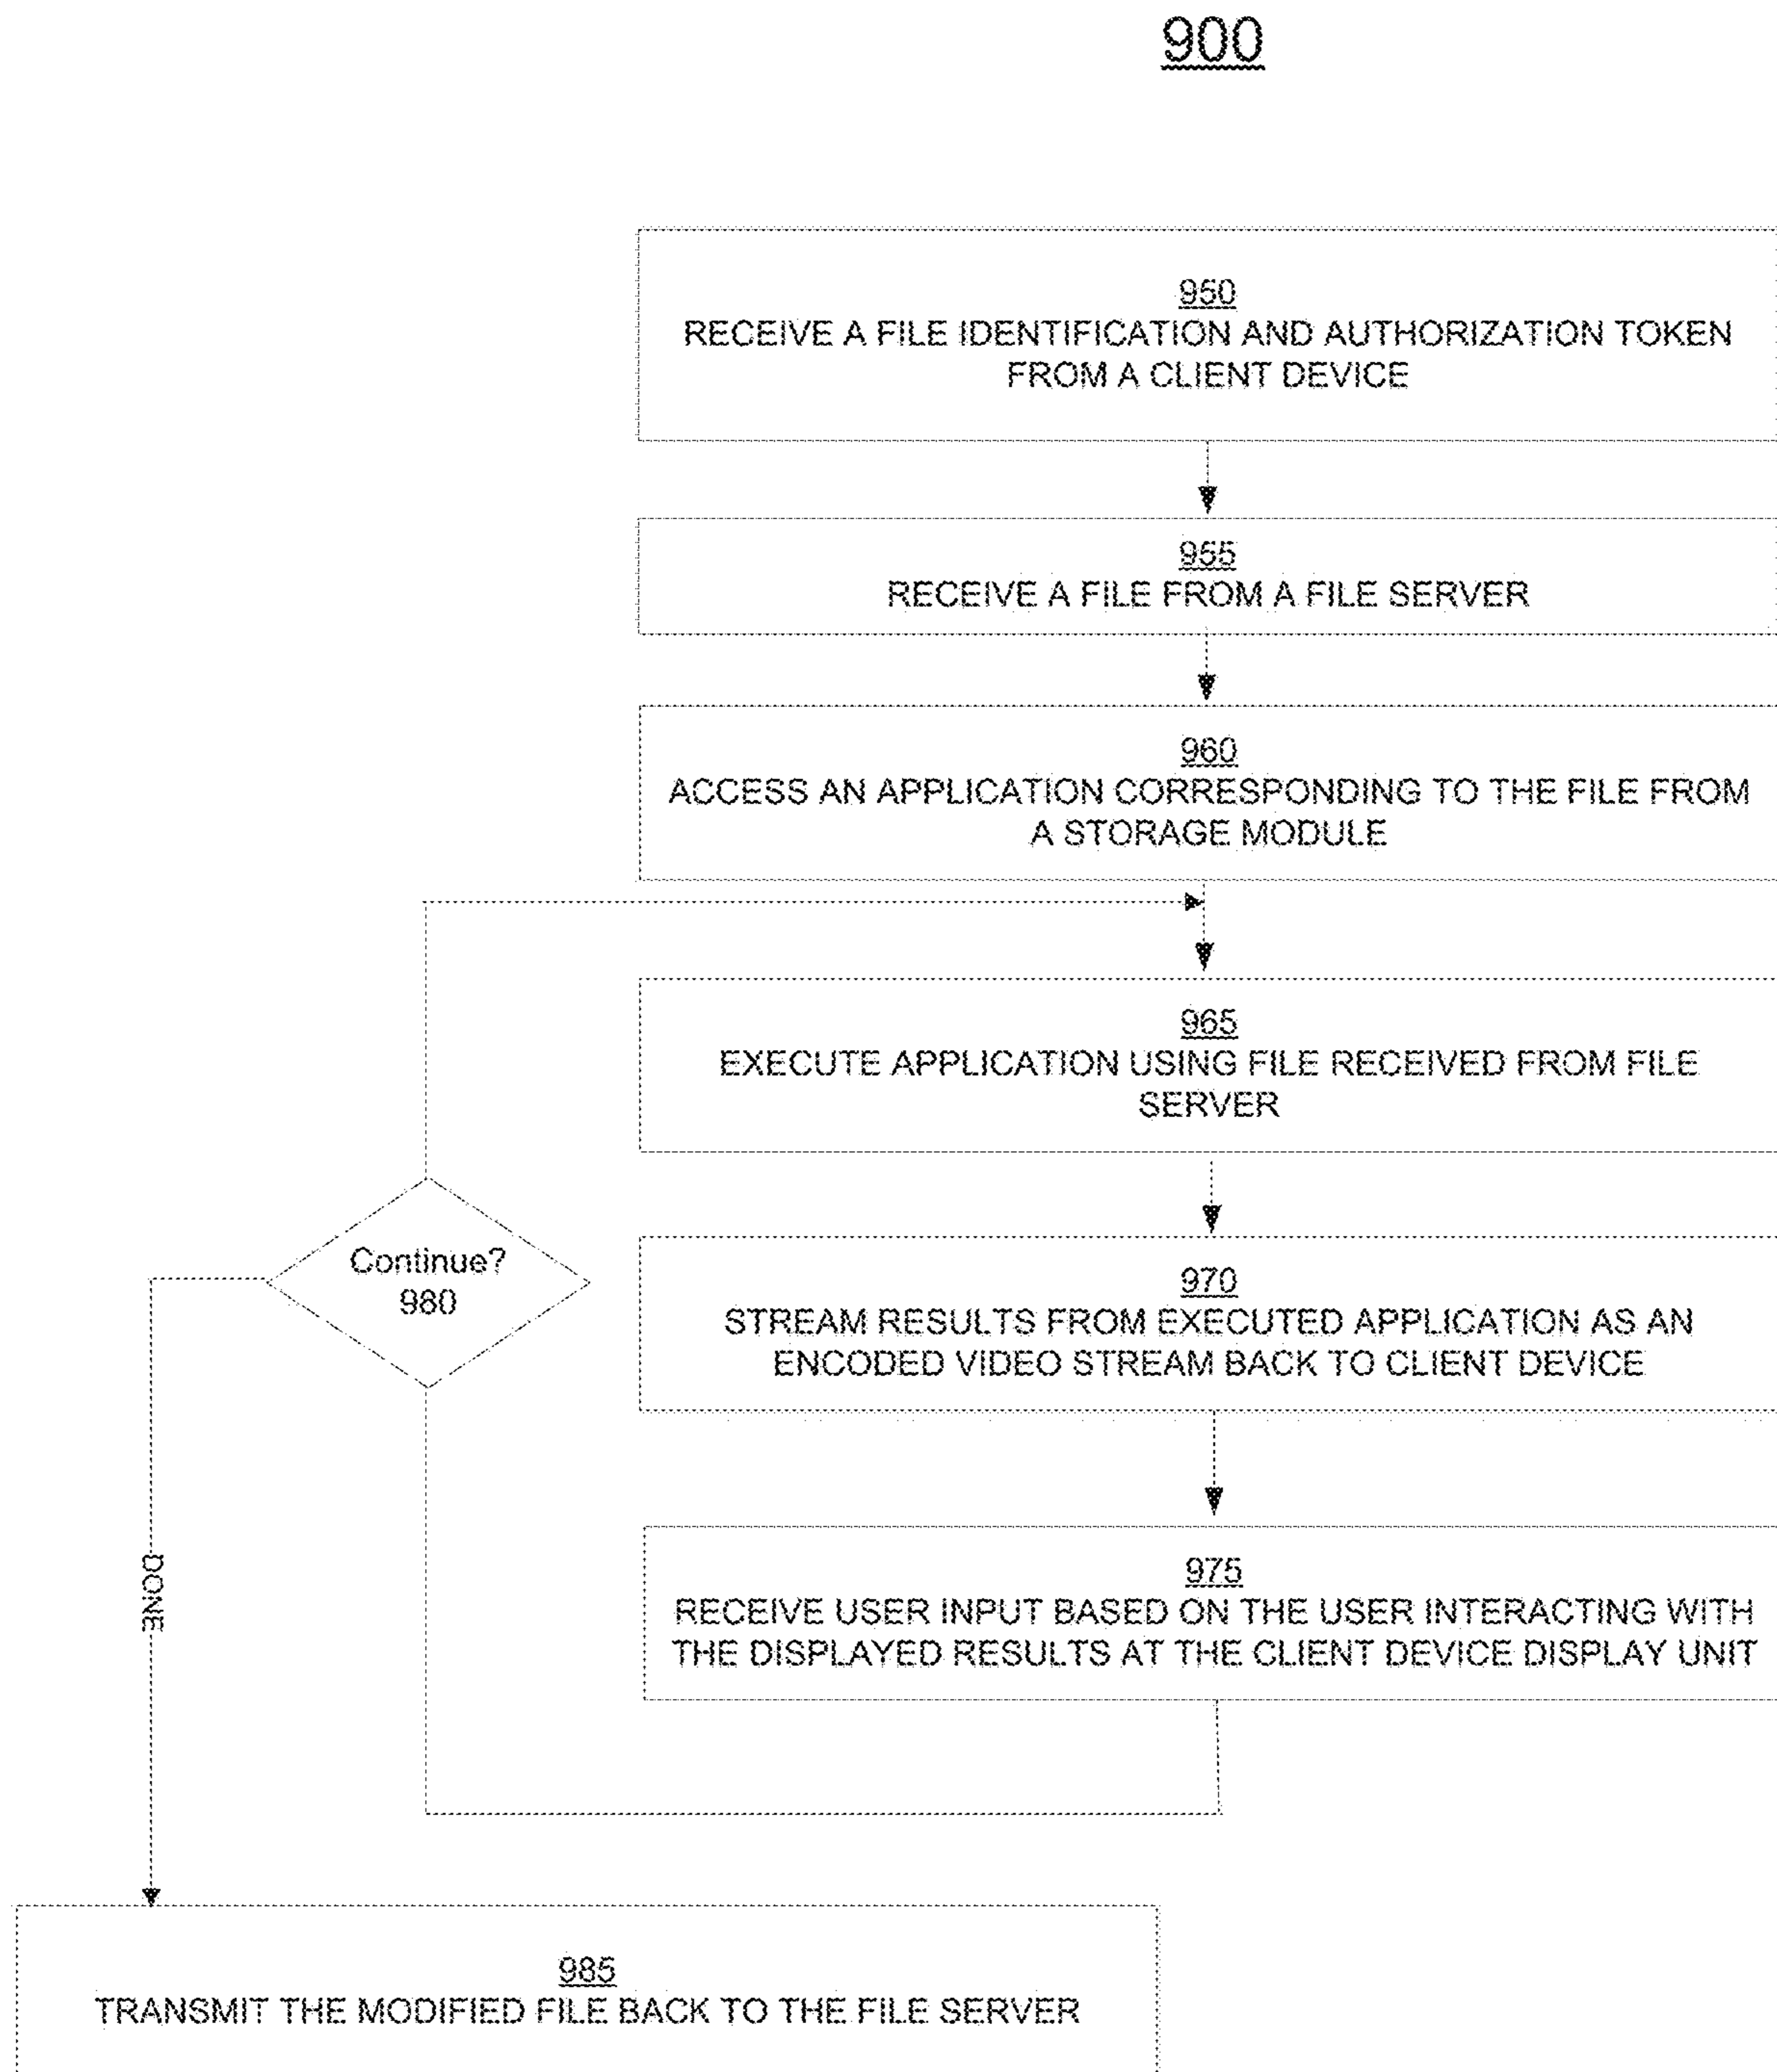 900
950
RECEIVE A FILE IDENTIFICATION AND AUTHORIZATION TOKEN
FROM A CLIENT DEVICE
955
RECEIVE A FILE FROM A FILE SERVER
960
ACCESS AN APPLICATION CORRESPONDING TO THE FILE FROM
A STORAGE MODULE
965
EXECUTE APPLICATION USING FILE RECEIVED FROM FILE
SERVER
970
STREAM RESULTS FROM EXECUTED APPLICATION AS AN
ENCODED VIDEO STREAM BACK TO CLIENT DEVICE
975
RECEIVE USER INPUT BASED ON THE USER INTERACTING WITH
THE DISPLAYED RESULTS AT THE CLIENT DEVICE DISPLAY UNIT
Continue?
980
DONE
985
TRANSMIT THE MODIFIED FILE BACK TO THE FILE SERVER